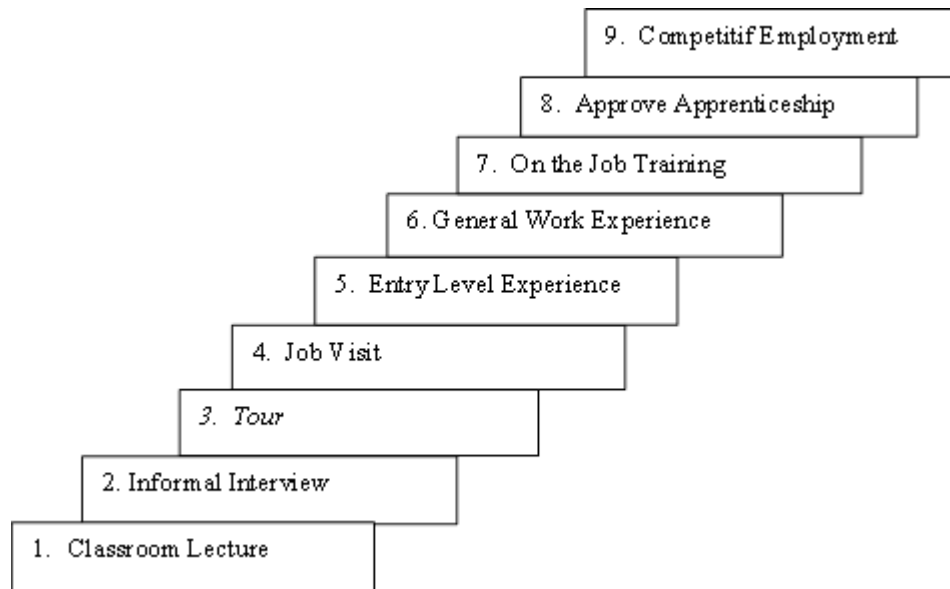 9. Competitif Employment
8. Approve Apprenticeship
7. On the Job Training
6. General Work Experience
5. Entry Level Experience
4. Job Visit
3. Tour
2. Informal Interview
1. Classroom Lecture